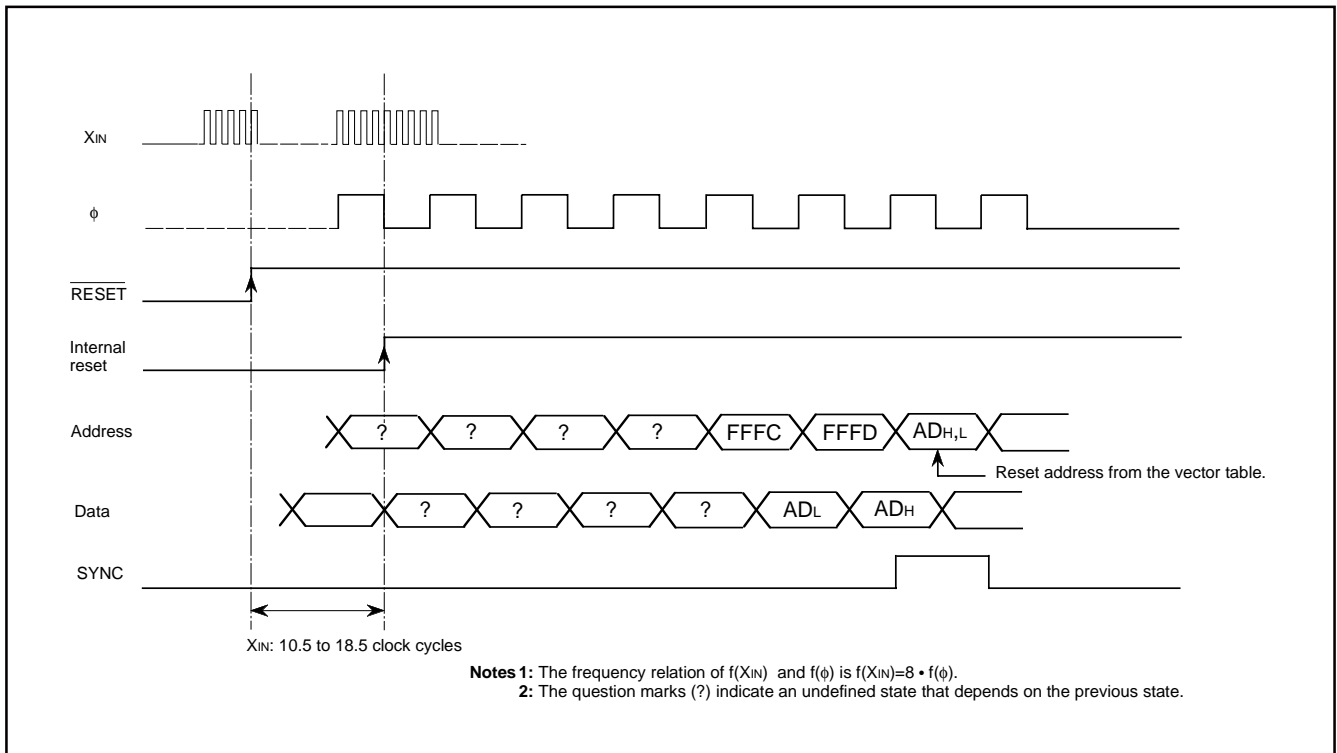 XIN
ϕ
RESET
Internal
reset
Address
? ? ? ? FFFC FFFD ADH,L
Reset address from the vector table.
Data
? ? ? ? ADL ADH
SYNC
XIN: 10.5 to 18.5 clock cycles
Notes 1: The frequency relation of f(XIN) and f(ϕ) is f(XIN)=8 • f(ϕ).
2: The question marks (?) indicate an undefined state that depends on the previous state.